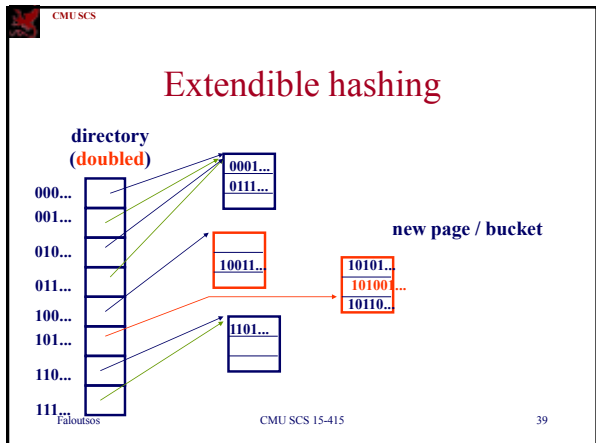 CMU SCS
Extendible hashing
directory
(doubled)
000...
001...
010...
011...
100...
101...
110...
111...
0001...
0111...
10011...
1101...
new page / bucket
10101...
101001...
10110...
Faloutsos
CMU SCS 15-415
39